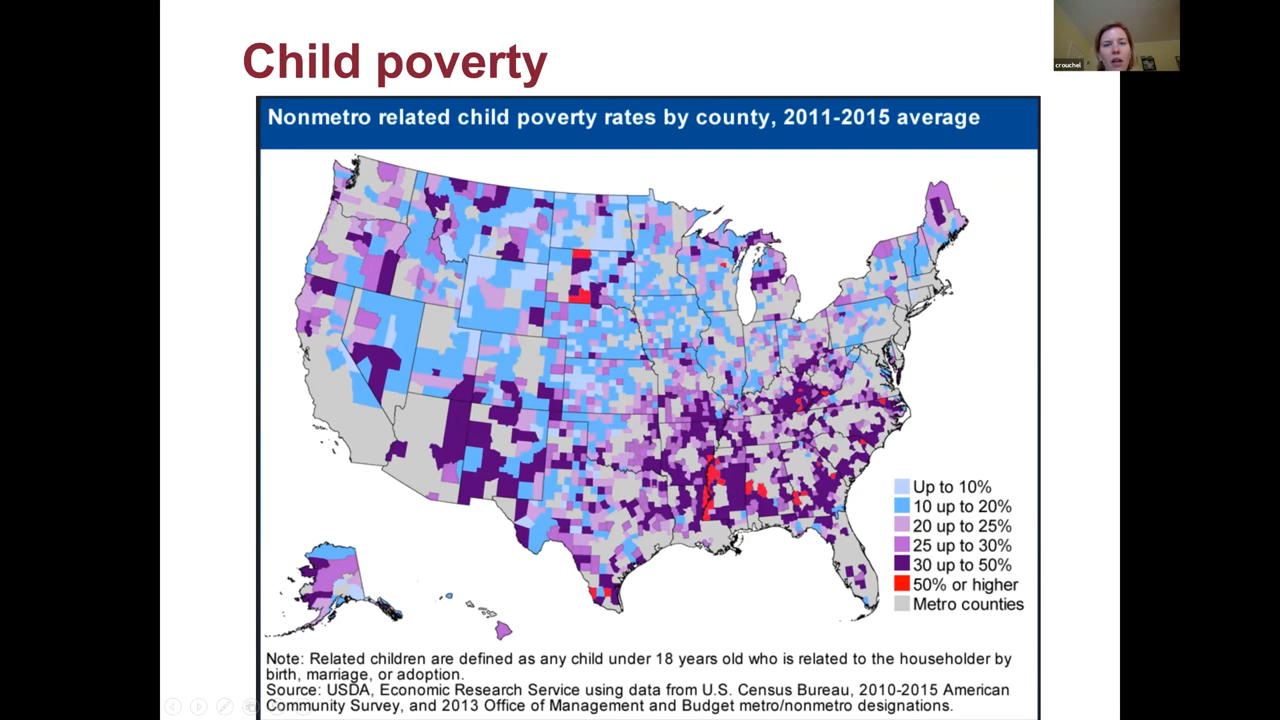 Child poverty
crouchel
Nonmetro related child poverty rates by county, 2011-2015 average
Up to 10%
10 up to 20%
20 up to 25%
25 up to 30%
30 up to 50%
50% or higher
Metro counties
Note: Related children are defined as any child under 18 years old who is related to the householder by
birth, marriage, or adoption.
Source: USDA, Economic Research Service using data from U.S. Census Bureau, 2010-2015 American
Community Survey, and 2013 Office of Management and Budget metro/nonmetro designations.